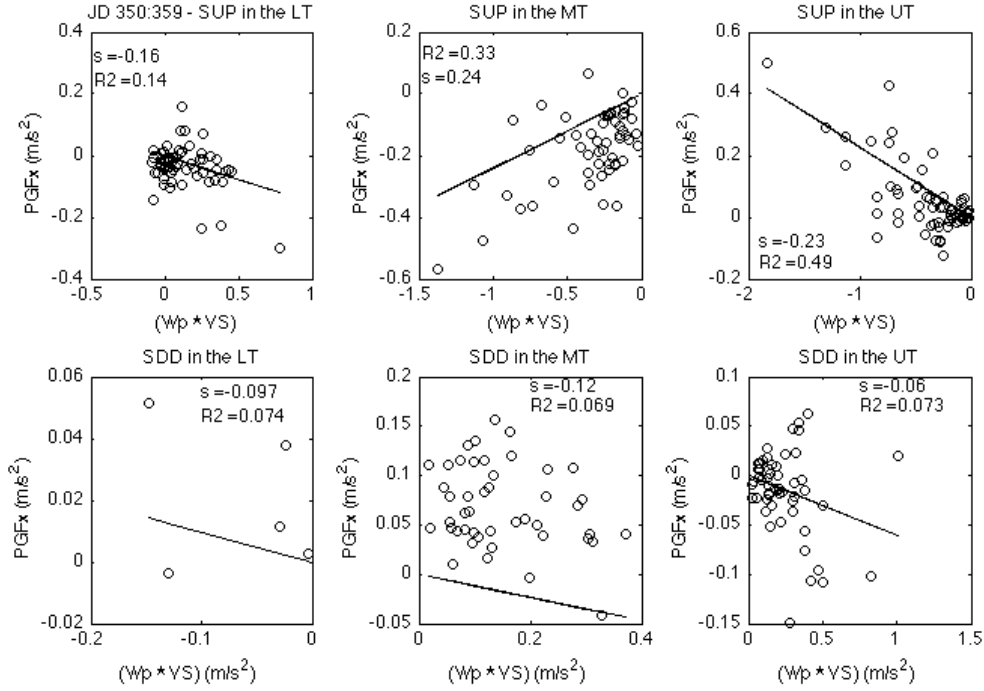 JD 350:359 - SUP in the LT
0.4
0.2
0
-0.2
-0.4
-0.5
0
0.5
1
s =-0.16
R2 =0.14
PGFx (m/s²)
(Wp * VS)
SUP in the MT
0.2
0
-0.2
-0.4
-0.6
-1.5
-1
-0.5
0
R2 =0.33
s =0.24
PGFx (m/s²)
(Wp * VS)
SUP in the UT
0.6
0.4
0.2
0
-0.2
-2
-1
0
s =-0.23
R2 =0.49
PGFx (m/s²)
(Wp * VS)
SDD in the LT
0.06
0.04
0.02
0
-0.02
-0.2
-0.1
0
s =-0.097
R2 =0.074
PGFx (m/s²)
(Wp * VS) (m/s²)
SDD in the MT
0.2
0.15
0.1
0.05
0
-0.05
0
0.2
0.4
s =-0.12
R2 =0.069
PGFx (m/s²)
(Wp * VS) (m/s²)
SDD in the UT
0.1
0.05
0
-0.05
-0.1
-0.15
0
0.5
1
1.5
s =-0.06
R2 =0.073
PGFx (m/s²)
(Wp * VS) (m/s²)